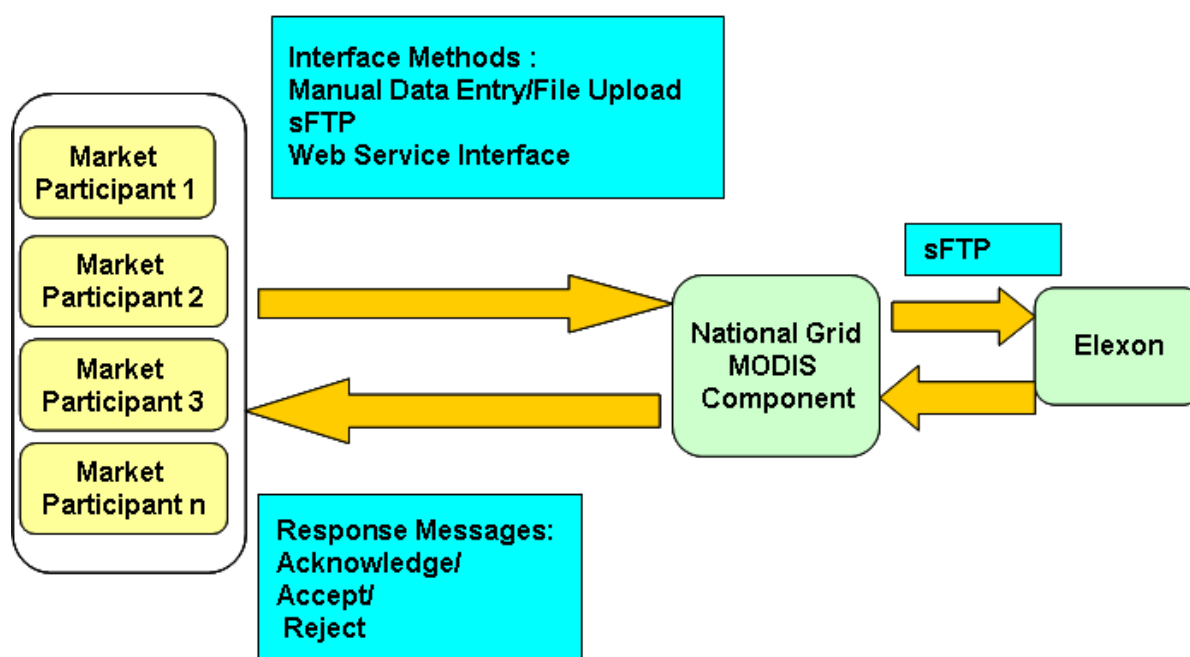 Interface Methods :
Manual Data Entry/File Upload
sFTP
Web Service Interface
Market
Participant 1
Market
Participant 2
Market
Participant 3
Market
Participant n
National Grid
MODIS
Component
sFTP
Elexon
Response Messages:
Acknowledge/
Accept/
Reject